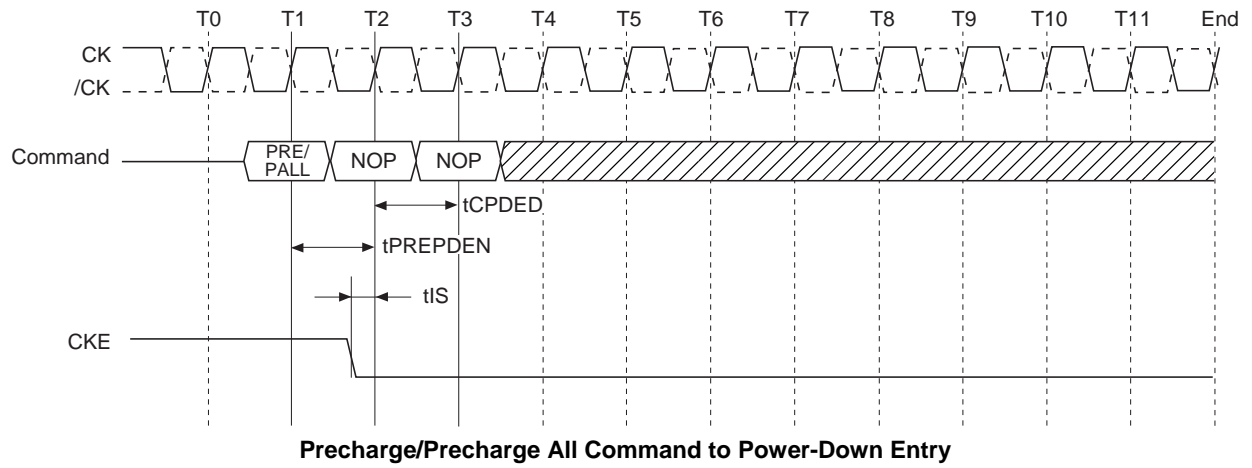 T0 T1 T2 T3 T4 T5 T6 T7 T8 T9 T10 T11 End
CK
/CK
Command PRE/ PALL NOP NOP
tCPDED
tPREPDEN
tIS
CKE
Precharge/Precharge All Command to Power-Down Entry